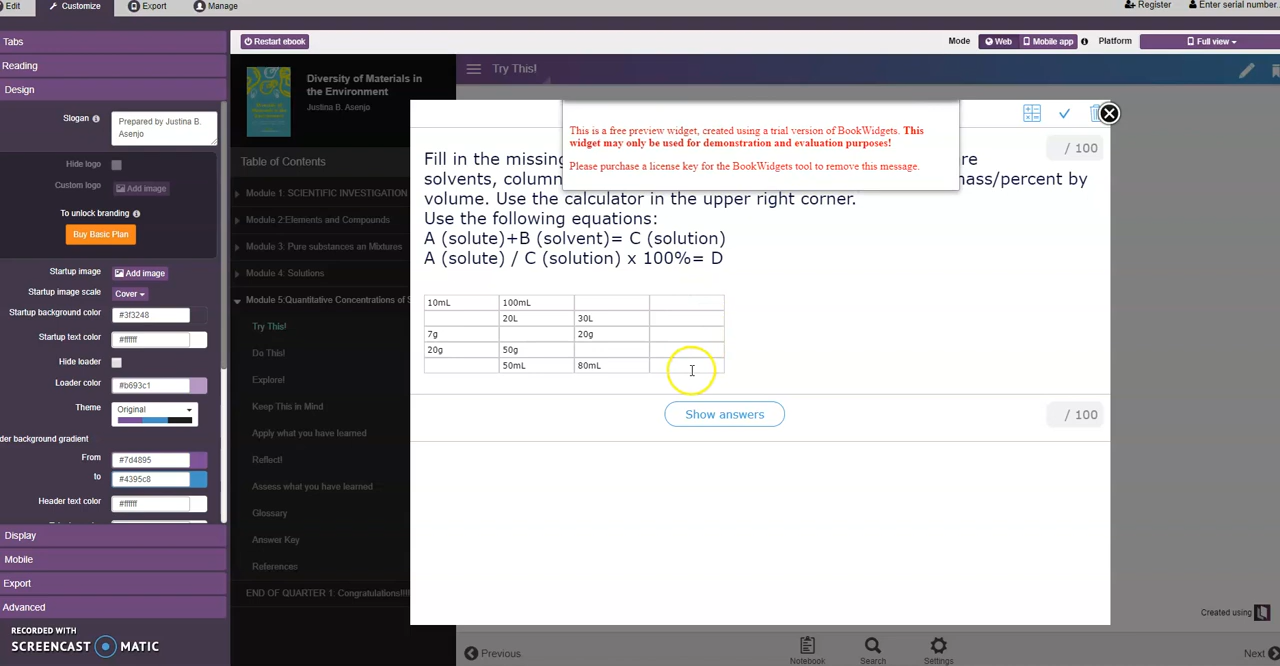 Edit
Customize
Export
Manage
Register
Enter serial number..
Tabs
Restart ebook
Mode
Web
Mobile app
Platform
Full view
Reading
Design
Slogan
Prepared by Justina B.
Asenjo
Hide logo
Custom logo
Add image
To unlock branding
Buy Basic Plan
Startup image
Add image
Startup image scale
Cover
Startup background color
#3f3248
Startup text color
#ffffff
Hide loader
Loader color
#b693c1
Theme
Original
der background gradient
From
#7d4895
to
#4395c8
Header text color
#ffffff
Display
Mobile
Export
Advanced
RECORDED WITH
SCREENCAST MATIC
Diversity of Materials in
the Environment
Justina B. Asenjo
Table of Contents
Module 1: SCIENTIFIC INVESTIGATION
Module 2:Elements and Compounds
Module 3: Pure substances an Mixtures
Module 4: Solutions
Module 5:Quantitative Concentrations of S
Try This!
Do This!
Explore!
Keep This in Mind
Apply what you have learned
Reflect!
Assess what you have learned
Glossary
Answer Key
References
END OF QUARTER 1: Congratulations!!!!
Try This!
This is a free preview widget, created using a trial version of BookWidgets. This
widget may only be used for demonstration and evaluation purposes!
Please purchase a license key for the BookWidgets tool to remove this message.
/ 100
Fill in the missing re
solvents, column mass/percent by
volume. Use the calculator in the upper right corner.
Use the following equations:
A (solute)+B (solvent)= C (solution)
A (solute) / C (solution) x 100%= D
10mL 100mL
20L 30L
7g 20g
20g 50g
50mL 80mL
Show answers
/ 100
Created using
Previous
Notebook
Search
Settings
Next